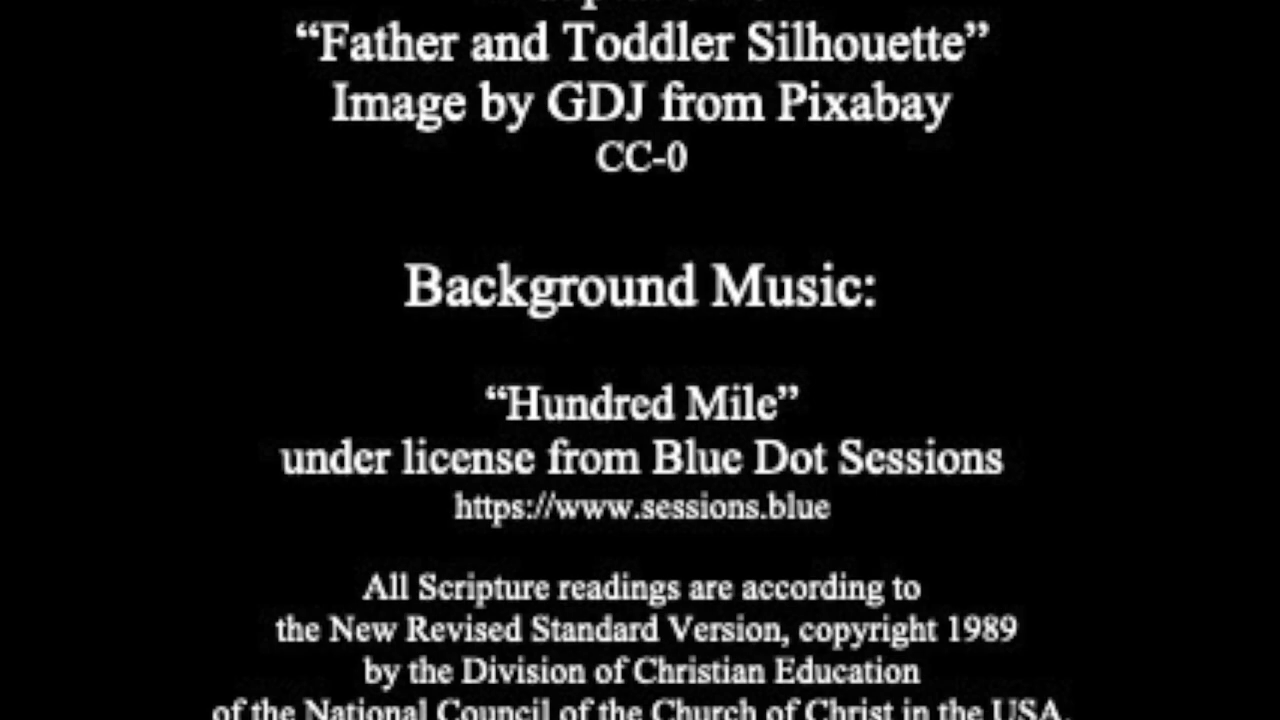 “Father and Toddler Silhouette”
Image by GDJ from Pixabay
CC-0
Background Music:
“Hundred Mile”
under license from Blue Dot Sessions
https://www.sessions.blue
All Scripture readings are according to
the New Revised Standard Version, copyright 1989
by the Division of Christian Education
of the National Council of the Church of Christ in the USA.